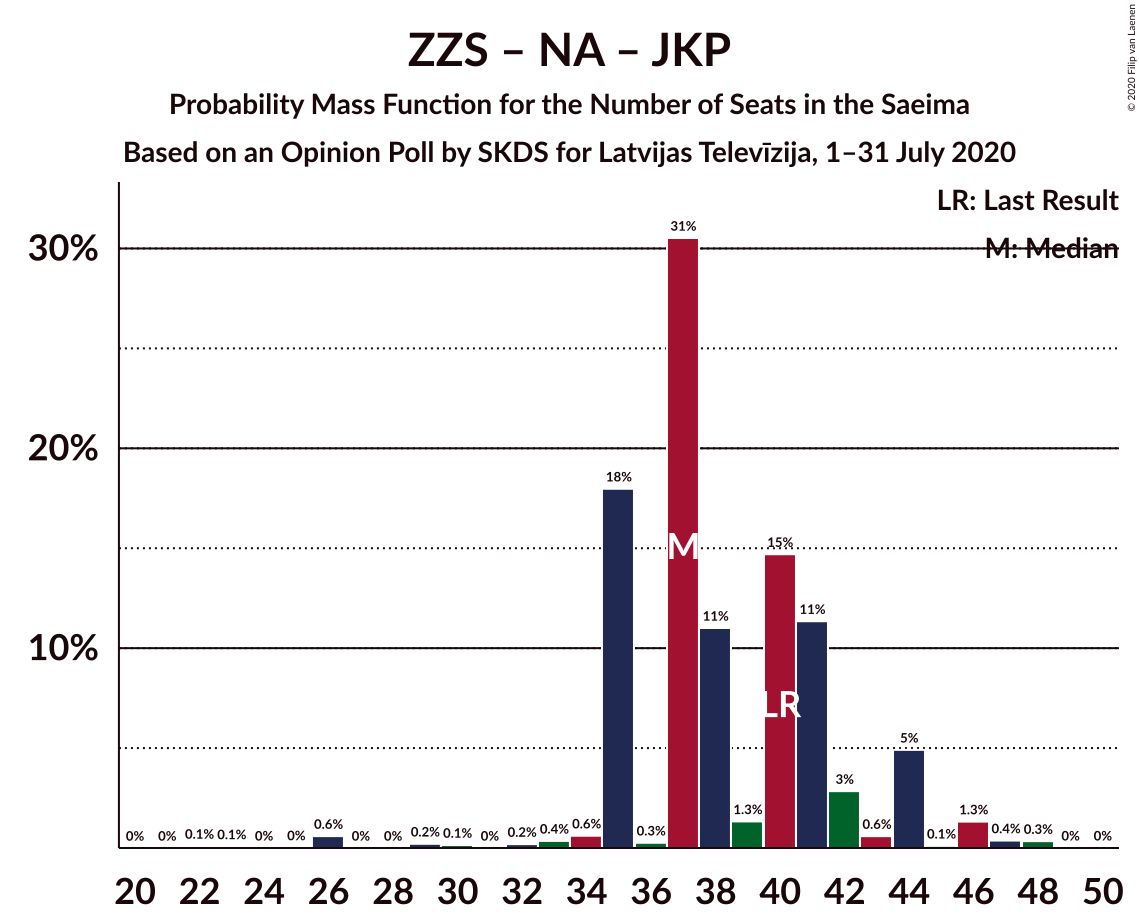 ZZS – NA – JKP
Probability Mass Function for the Number of Seats in the Saeima
Based on an Opinion Poll by SKDS for Latvijas Televīzija, 1–31 July 2020
© 2020 Filip van Laenen
LR: Last Result
M: Median
30%
20%
10%
0% 0% 0.1% 0.1% 0% 0% 0.6% 0% 0% 0.2% 0.1% 0% 0.2% 0.4% 0.6% 18% 0.3% 31% 11% 1.3% 15% 11% 3% 0.6% 5% 0.1% 1.3% 0.4% 0.3% 0% 0%
M
LR
20 22 24 26 28 30 32 34 36 38 40 42 44 46 48 50